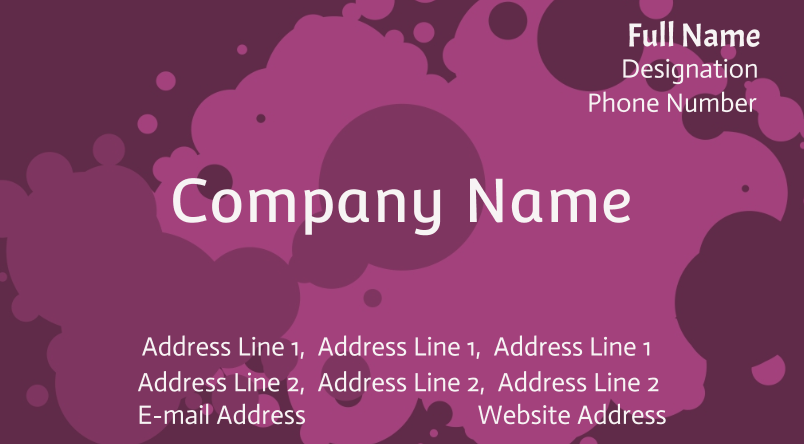 Full Name
Designation
Phone Number
Company Name
Address Line 1, Address Line 1, Address Line 1
Address Line 2, Address Line 2, Address Line 2
E-mail Address Website Address